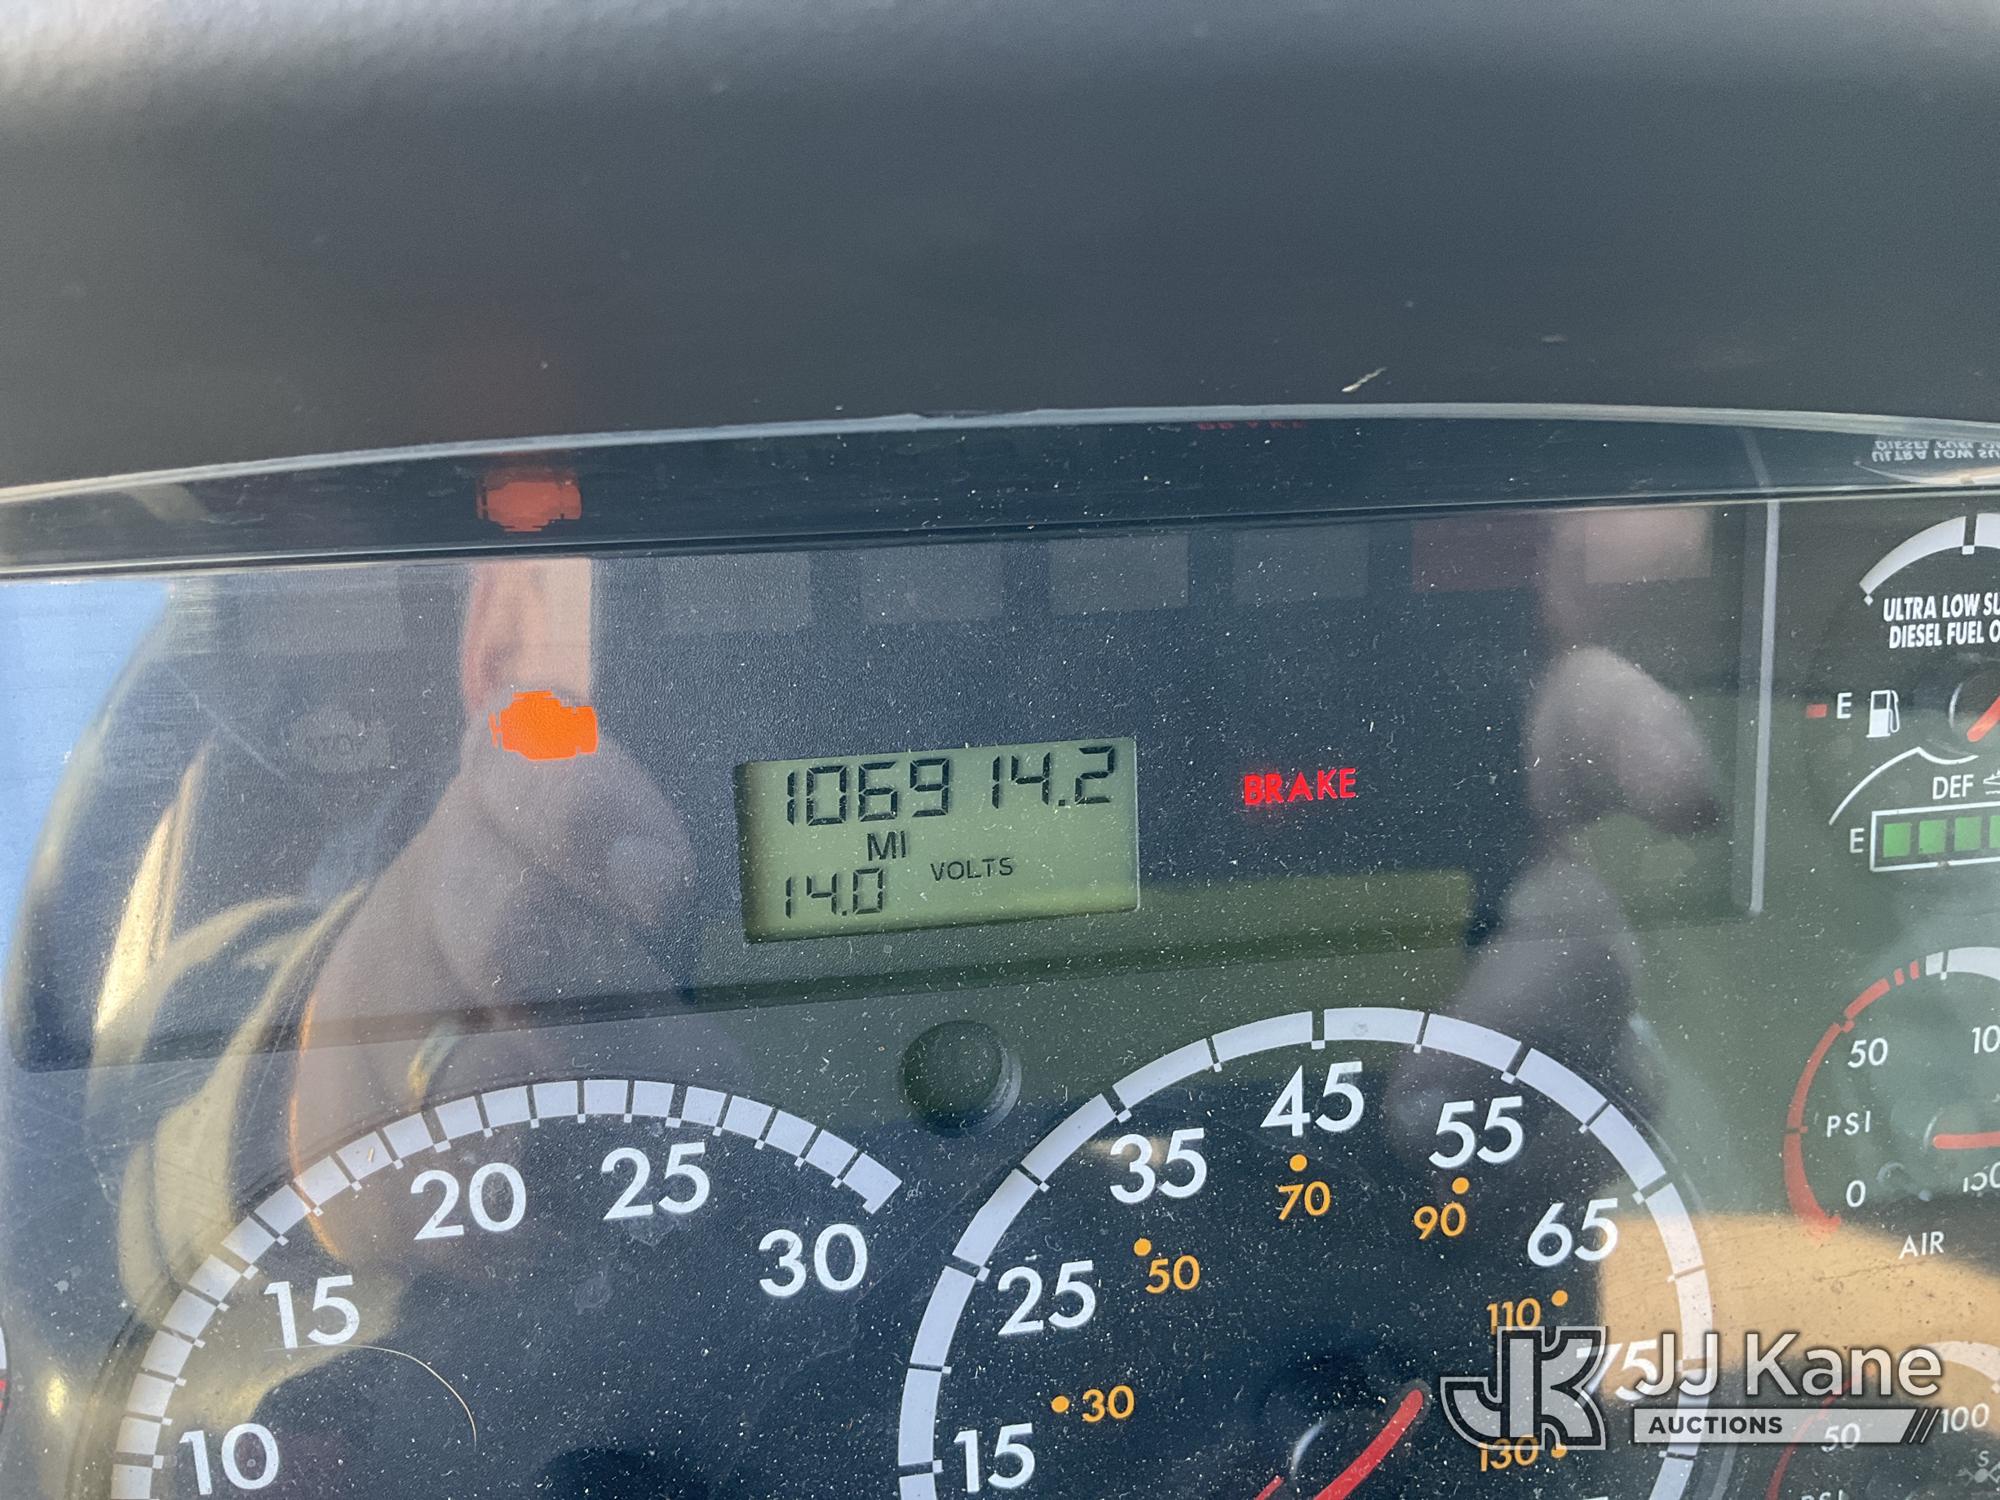 BRAKE
ULTRA LOW SU
DIESEL FUEL O
E
DEF
E
106914.2
MI
14.0 VOLTS
BRAKE
50
PSI
0
AIR
10
15
20
25
30
15
25
35
45
55
65
75
30
50
70
90
110
130
JJ Kane
AUCTIONS
50
100